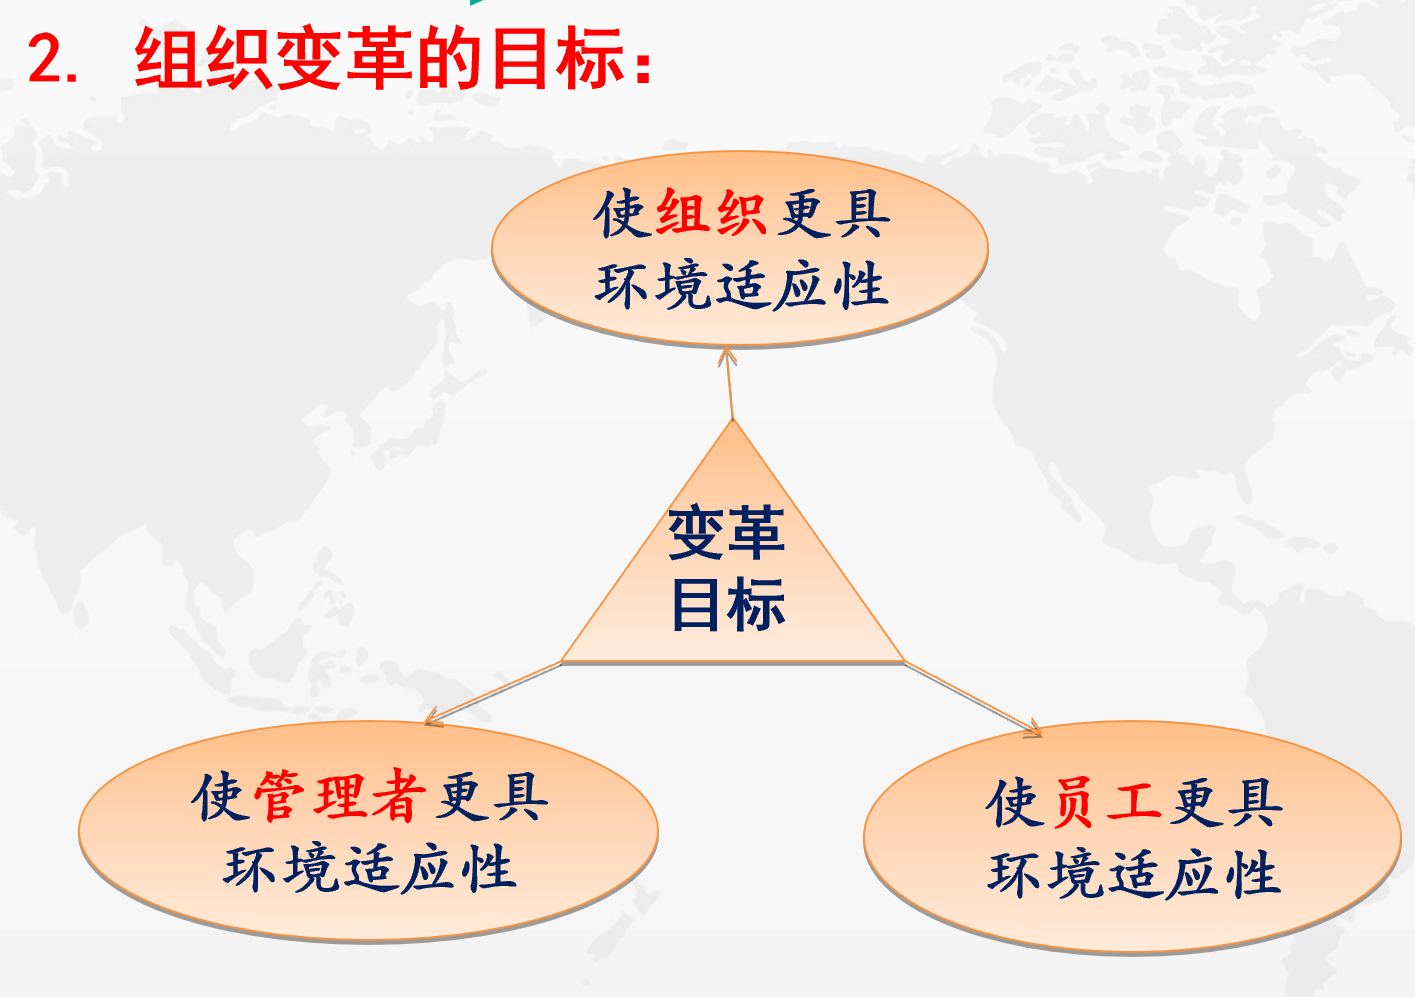 2. 组织变革的目标：
使组织更具
环境适应性
变革
目标
使管理者更具
环境适应性
使员工更具
环境适应性